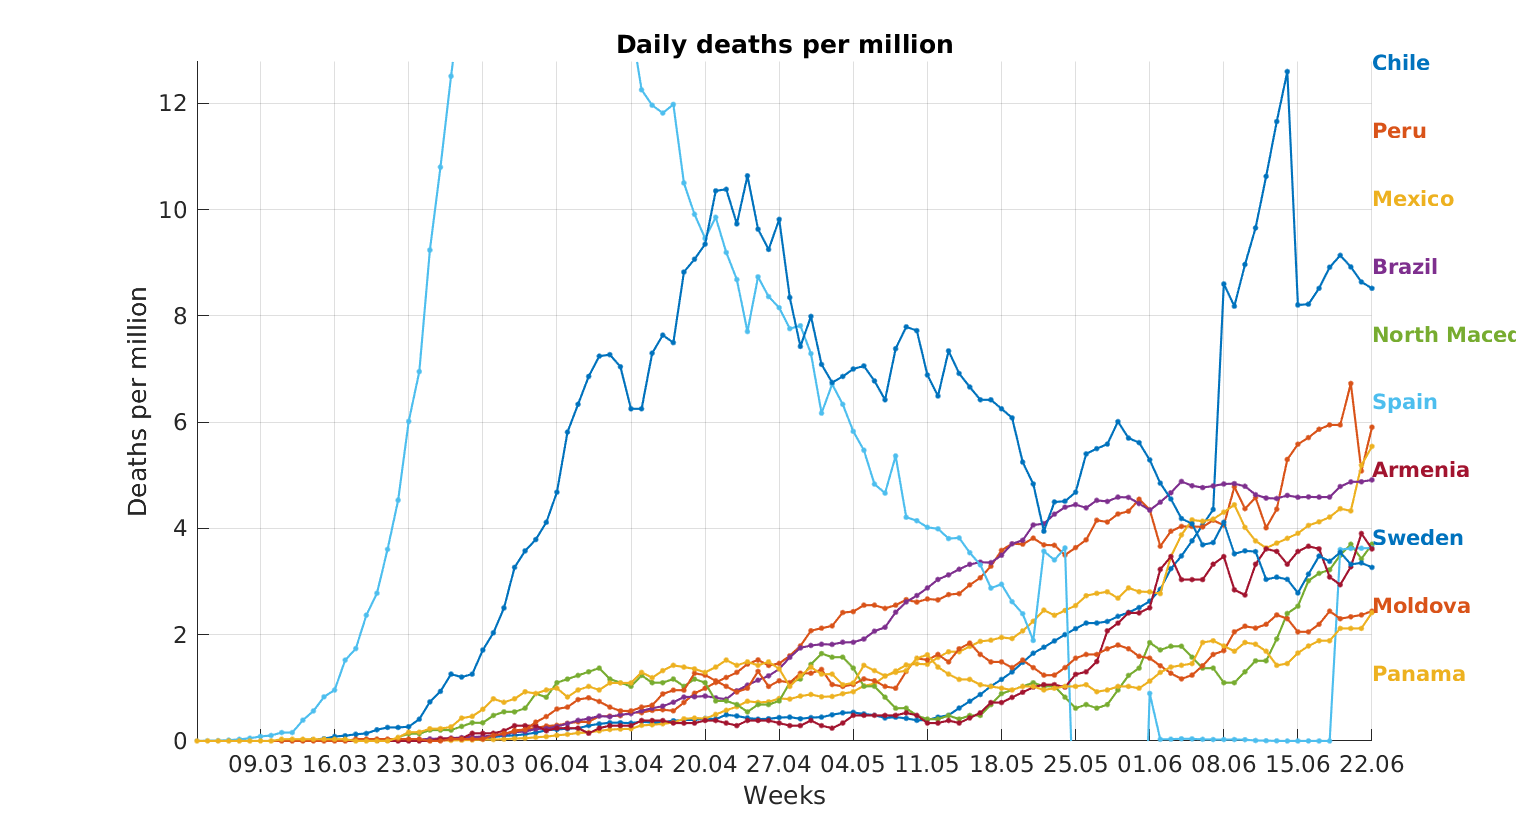 Daily deaths per million
Chile
Peru
Mexico
Brazil
North Maced
Spain
Armenia
Sweden
Moldova
Panama
Deaths per million
12
10
8
6
4
2
0
09.03 16.03 23.03 30.03 06.04 13.04 20.04 27.04 04.05 11.05 18.05 25.05 01.06 08.06 15.06 22.06
Weeks